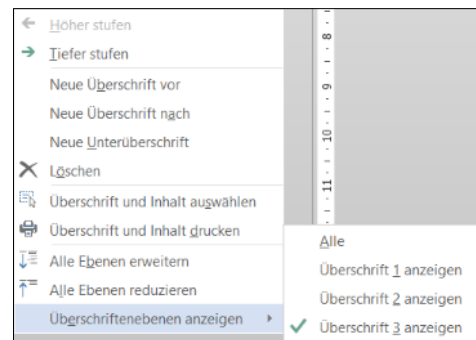 Höher stufen
Tiefer stufen
Neue Überschrift vor
Neue Überschrift nach
Neue Unterüberschrift
Löschen
Überschrift und Inhalt auswählen
Überschrift und Inhalt drucken
Alle Ebenen erweitern
Alle Ebenen reduzieren
Überschriftenebenen anzeigen
Alle
Überschrift 1 anzeigen
Überschrift 2 anzeigen
Überschrift 3 anzeigen
8
9
10
11